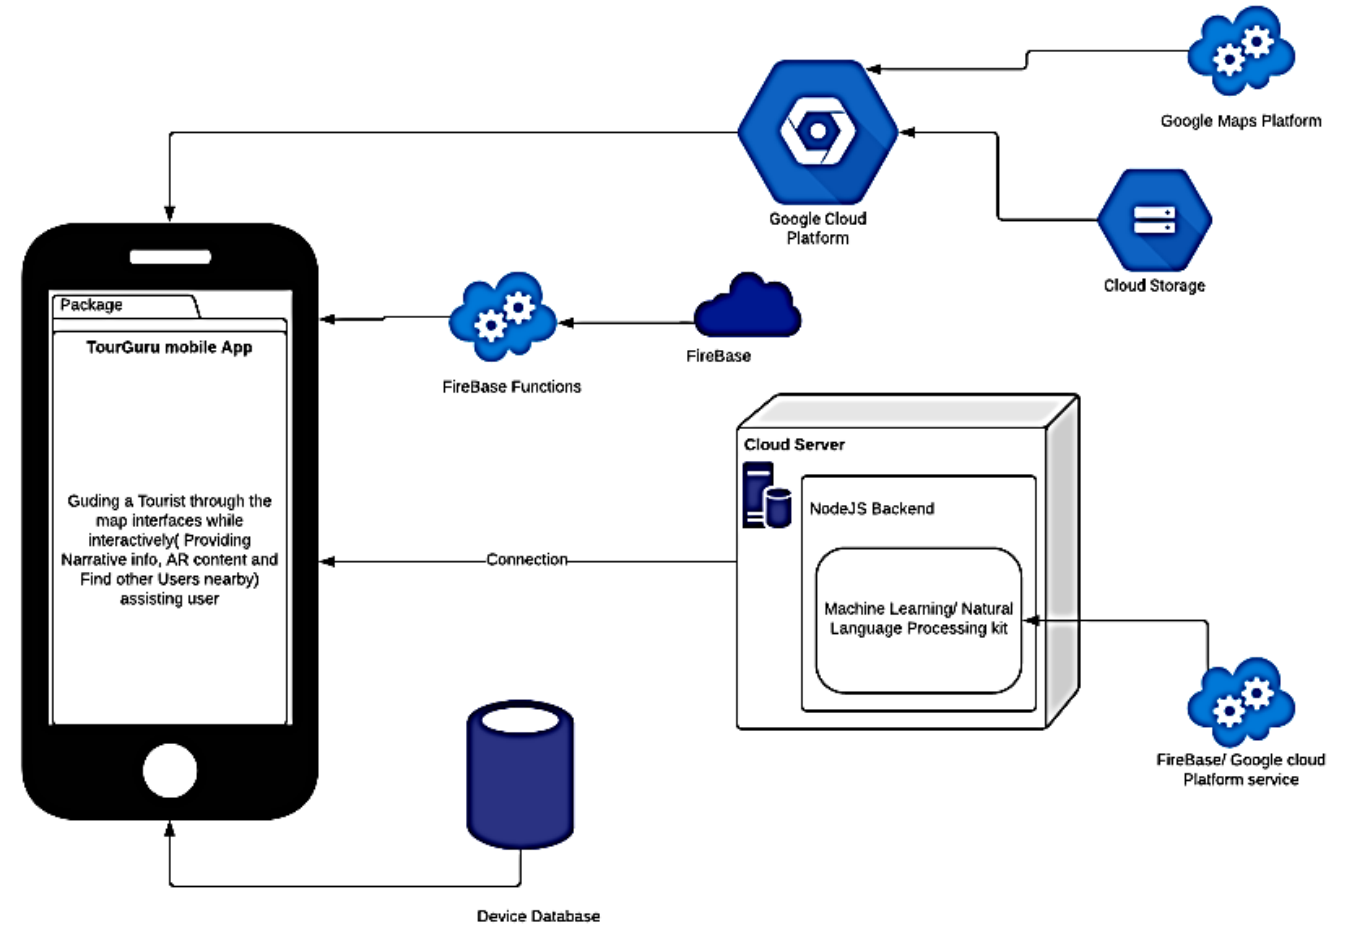 Google Maps Platform
Google Cloud
Platform
Cloud Storage
Package
TourGuru mobile App
Guding a Tourist through the
map interfaces while
interactively( Providing
Narrative info, AR content and
Find other Users nearby)
assisting user
FireBase Functions
FireBase
Cloud Server
NodeJS Backend
Machine Learning/ Natural
Language Processing kit
Connection
FireBase/ Google cloud
Platform service
Device Database